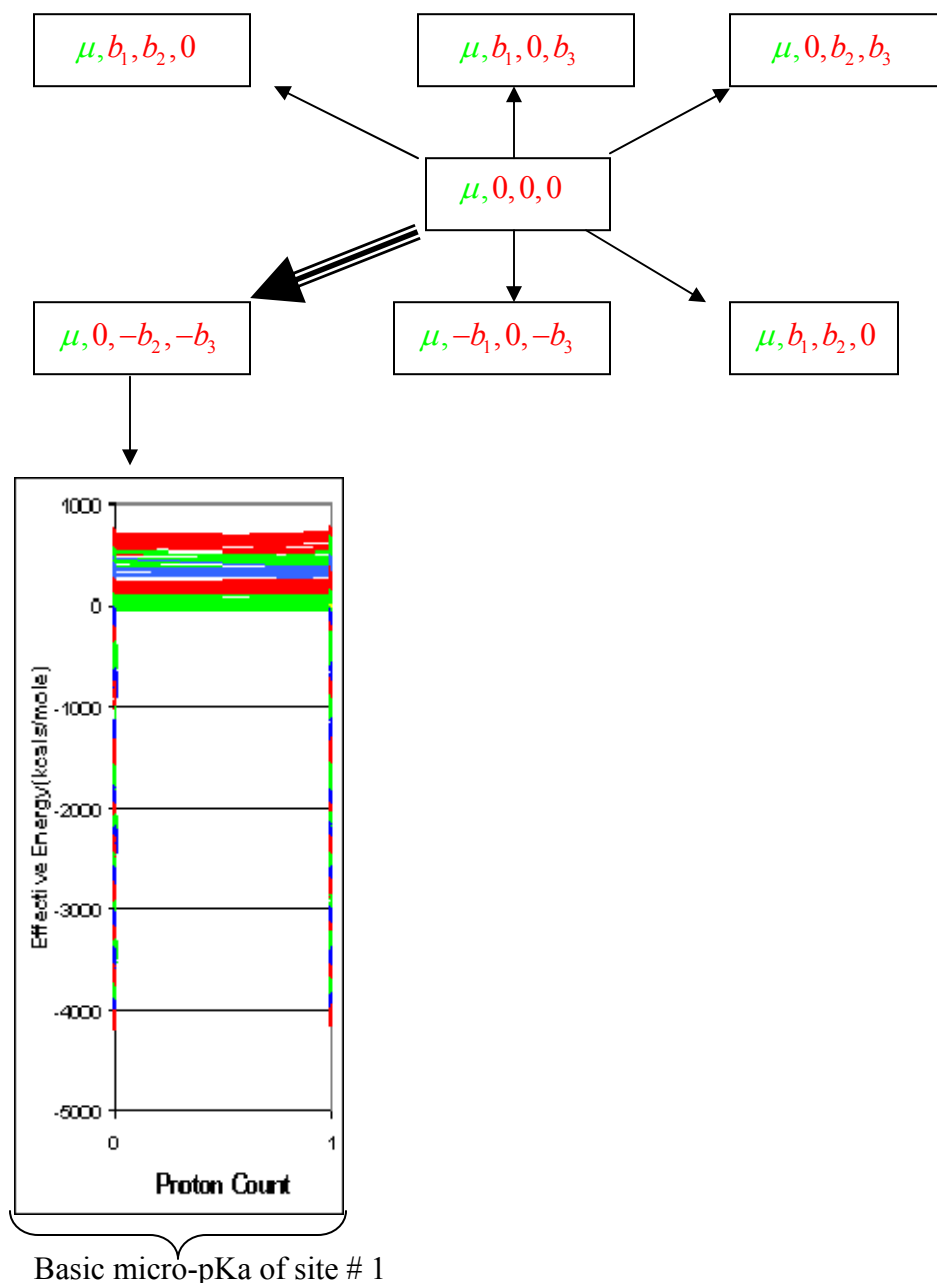 μ, b₁, b₂, 0
μ, b₁, 0, b₃
μ, 0, b₂, b₃
μ, 0, 0, 0
μ, 0, −b₂, −b₃
μ, −b₁, 0, −b₃
μ, b₁, b₂, 0
Effective Energy(kcals/mole)
1000
0
-1000
-2000
-3000
-4000
-5000
0 1
Proton Count
Basic micro-pKa of site # 1